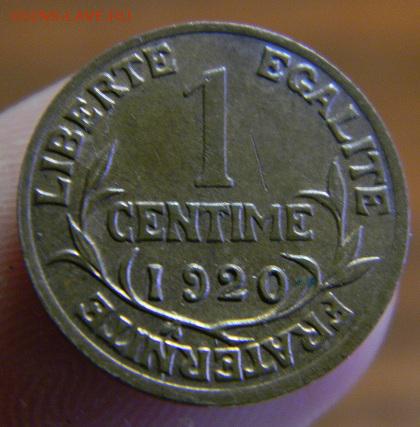 LIBERTE EGALITE FRATERNITE
1
CENTIME
1920